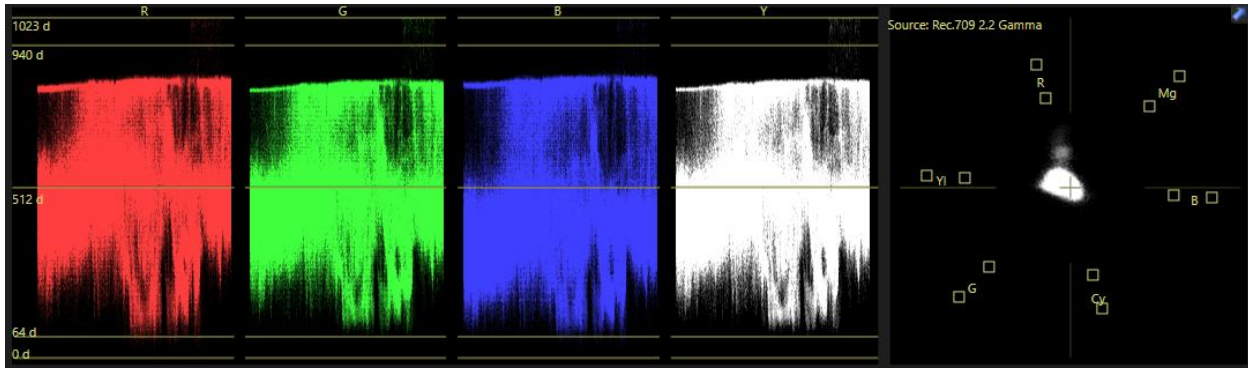 R G B Y
1023 d
940 d
512 d
64 d
0 d
Source: Rec.709 2.2 Gamma
R
Mg
Yl
B
G
Cy